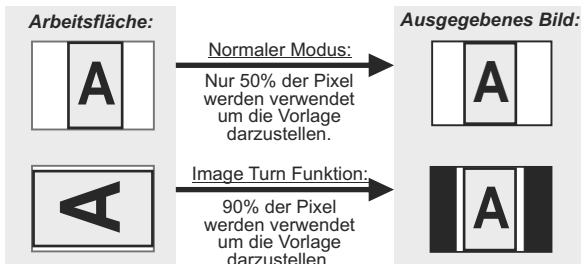 Arbeitsfläche:
Ausgegebenes Bild:
A
Normaler Modus:
Nur 50% der Pixel
werden verwendet
um die Vorlage
darzustellen.
A
A
Image Turn Funktion:
90% der Pixel
werden verwendet
um die Vorlage
darzustellen
A